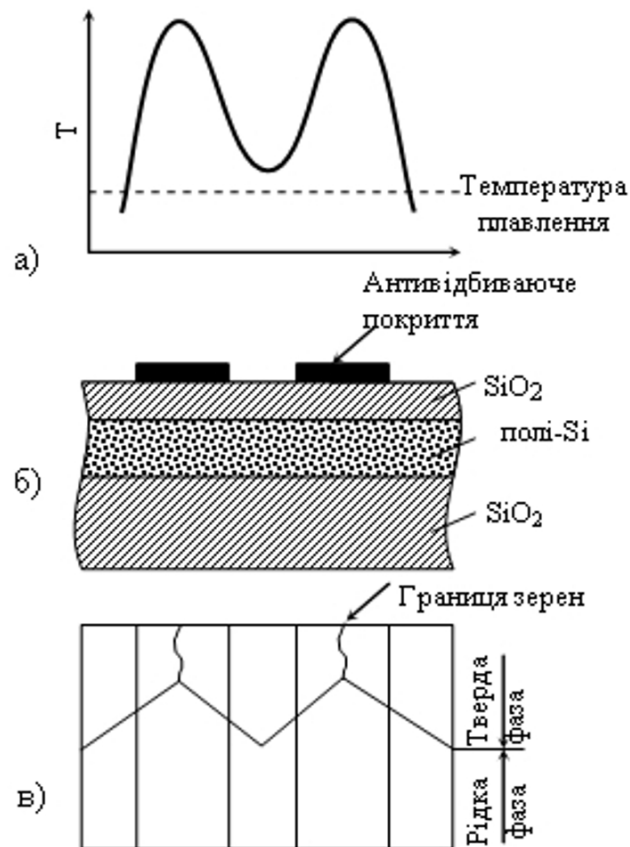 T
Температура
плавлення
а)
Антивідбиваюче
покриття
SiO2
полі-Si
б)
SiO2
Границя зерен
Тверда
фаза
в)
Рідка
фаза